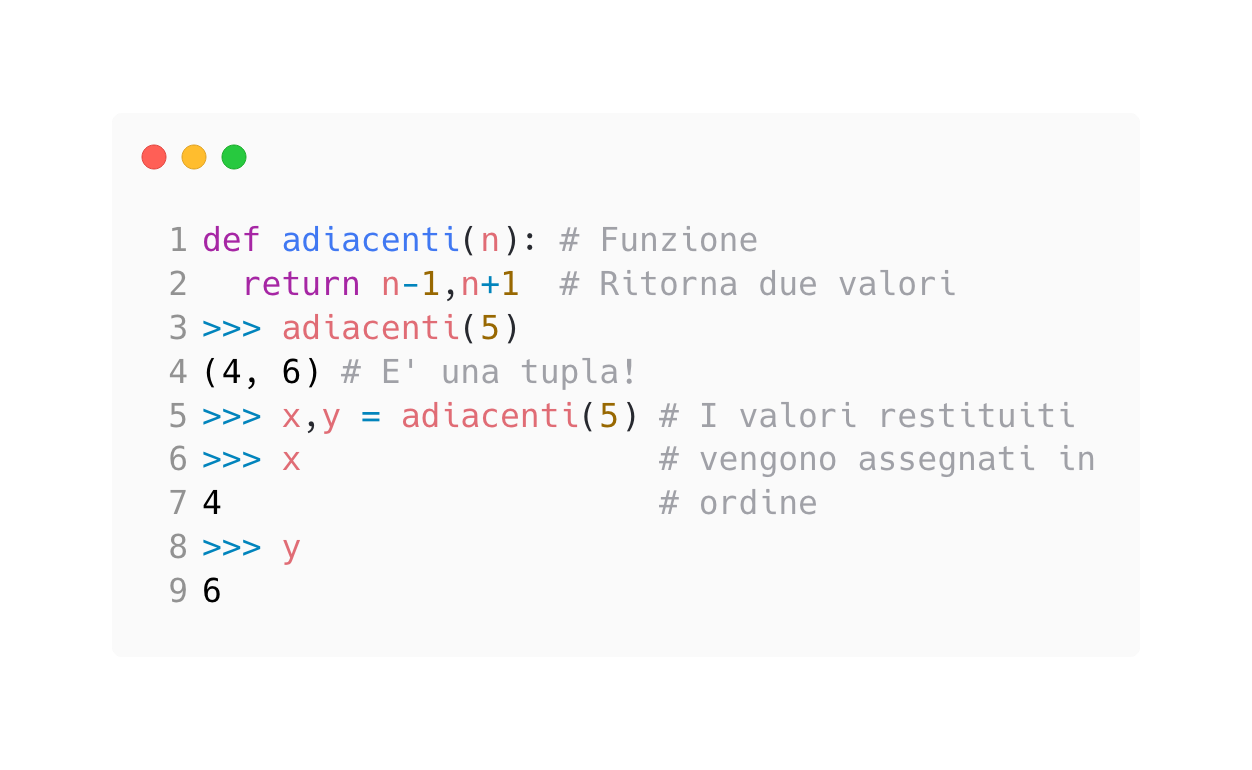 1 def adiacenti(n): # Funzione
2   return n-1,n+1  # Ritorna due valori
3 >>> adiacenti(5)
4 (4, 6) # E' una tupla!
5 >>> x,y = adiacenti(5) # I valori restituiti
6 >>> x                  # vengono assegnati in
7 4                      # ordine
8 >>> y
9 6